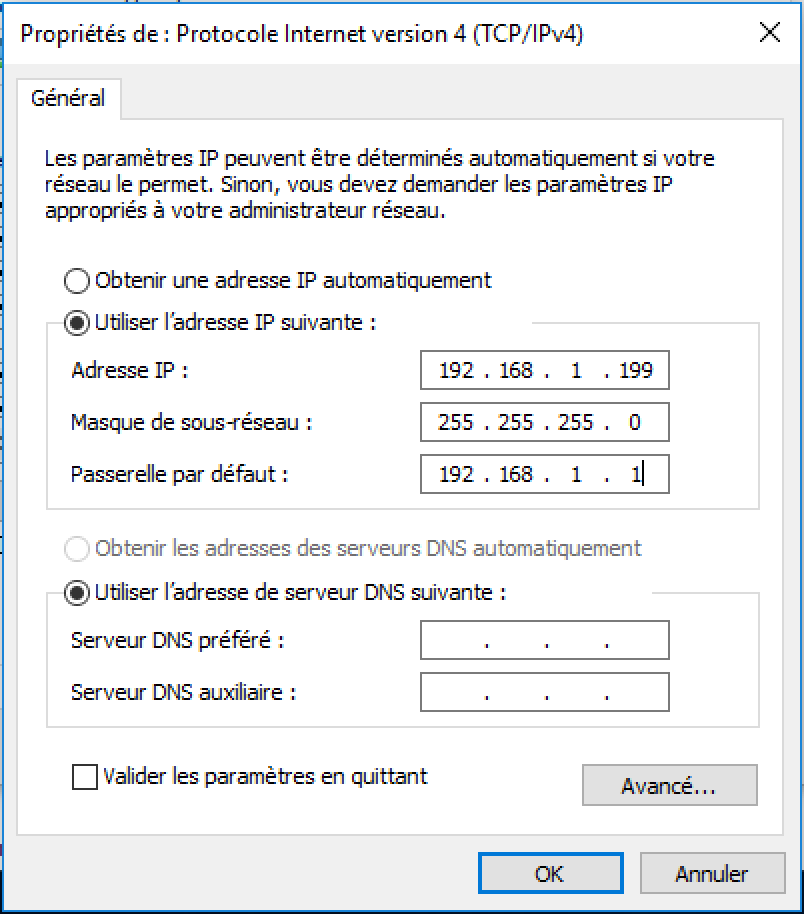 Propriétés de : Protocole Internet version 4 (TCP/IPv4)
Général
Les paramètres IP peuvent être déterminés automatiquement si votre
réseau le permet. Sinon, vous devez demander les paramètres IP
appropriés à votre administrateur réseau.
Obtenir une adresse IP automatiquement
Utiliser l’adresse IP suivante :
Adresse IP : 192 . 168 . 1 . 199
Masque de sous-réseau : 255 . 255 . 255 . 0
Passerelle par défaut : 192 . 168 . 1 . 1
Obtenir les adresses des serveurs DNS automatiquement
Utiliser l’adresse de serveur DNS suivante :
Serveur DNS préféré : . . .
Serveur DNS auxiliaire : . . .
Valider les paramètres en quittant
Avancé...
OK Annuler